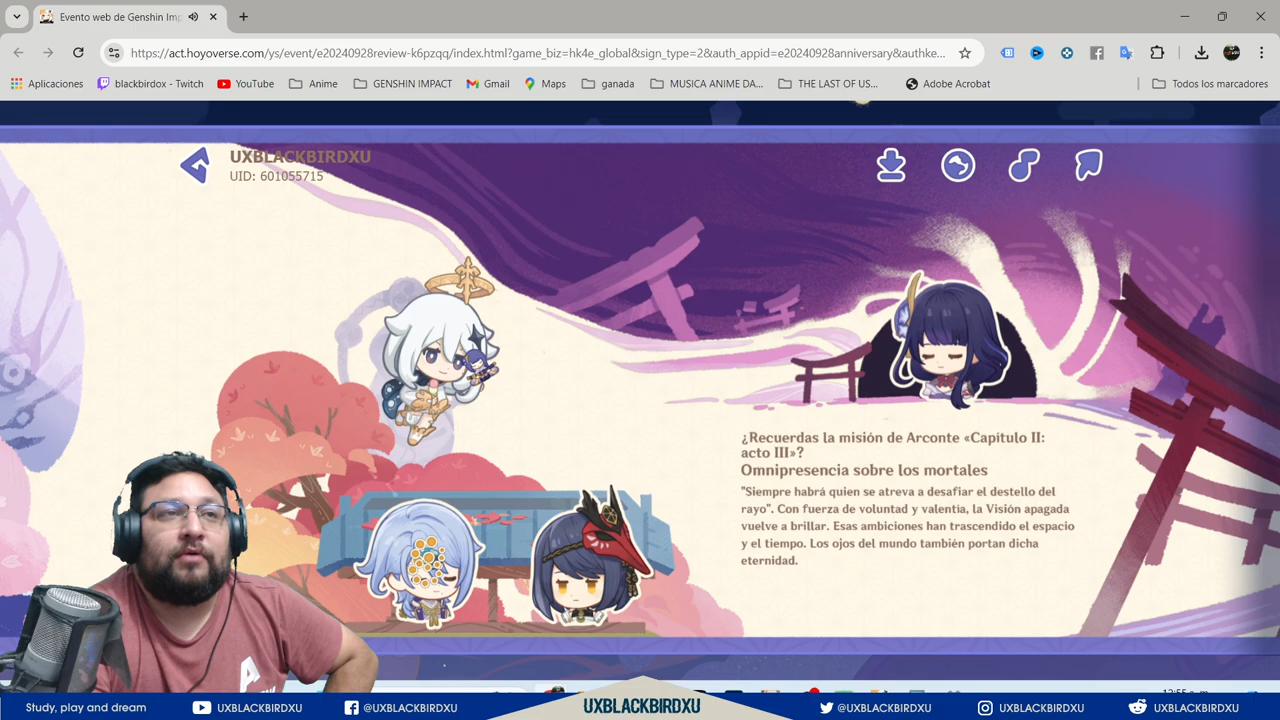 Evento web de Genshin Imp
https://act.hoyoverse.com/ys/event/e20240928review-k6pzqq/index.html?game_biz=hk4e_global&sign_type=2&auth_appid=e20240928anniversary&authke...
Aplicaciones
blackbirdox - Twitch
YouTube
Anime
GENSHIN IMPACT
Gmail
Maps
ganada
MUSICA ANIME DA...
THE LAST OF US...
Adobe Acrobat
Todos los marcadores
UXBLACKBIRDXU
UID: 601055715
¿Recuerdas la misión de Arconte «Capítulo II:
acto III»?
Omnipresencia sobre los mortales
"Siempre habrá quien se atreva a desafiar el destello del
rayo". Con fuerza de voluntad y valentía, la Visión apagada
vuelve a brillar. Esas ambiciones han trascendido el espacio
y el tiempo. Los ojos del mundo también portan dicha
eternidad.
Study, play and dream
UXBLACKBIRDXU
@UXBLACKBIRDXU
UXBLACKBIRDXU
@UXBLACKBIRDXU
UXBLACKBIRDXU
UXBLACKBIRDXU